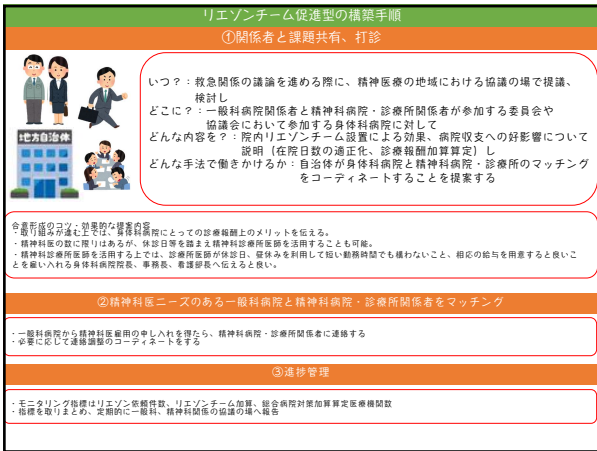 リエゾンチーム促進型の構築手順
①関係者と課題共有、打診
いつ？：救急関係の議論を進める際に、精神医療の地域における協議の場で提議、
検討し
どこに？：一般科病院関係者と精神科病院・診療所関係者が参加する委員会や
協議会において参加する身体科病院に対して
どんな内容を？：院内リエゾンチーム設置による効果、病院収支への好影響について
説明（在院日数の適正化、診療報酬加算算定）し
どんな手法で働きかけるか：自治体が身体科病院と精神科病院・診療所のマッチング
をコーディネートすることを提案する
地方自治体
合意形成のコツ・効果的な提案内容
・取り組みが進む上では、身体科病院にとっての診療報酬上のメリットを伝える。
・精神科医の数に限りはあるが、休診日等を踏まえ精神科診療所医師を活用することも可能。
・精神科診療所医師を活用する上では、診療所医師が休診日、昼休みを利用して短い勤務時間でも構わないこと、相応の給与を用意すると良いこ
とを雇い入れる身体科病院院長、事務長、看護部長へ伝えると良い。
②精神科医ニーズのある一般科病院と精神科病院・診療所関係者をマッチング
・一般科病院から精神科医雇用の申し入れを得たら、精神科病院・診療所関係者に連絡する
・必要に応じて連絡調整のコーディネートをする
③進捗管理
・モニタリング指標はリエゾン依頼件数、リエゾンチーム加算、総合病院対策加算算定医療機関数
・指標を取りまとめ、定期的に一般科、精神科関係の協議の場へ報告